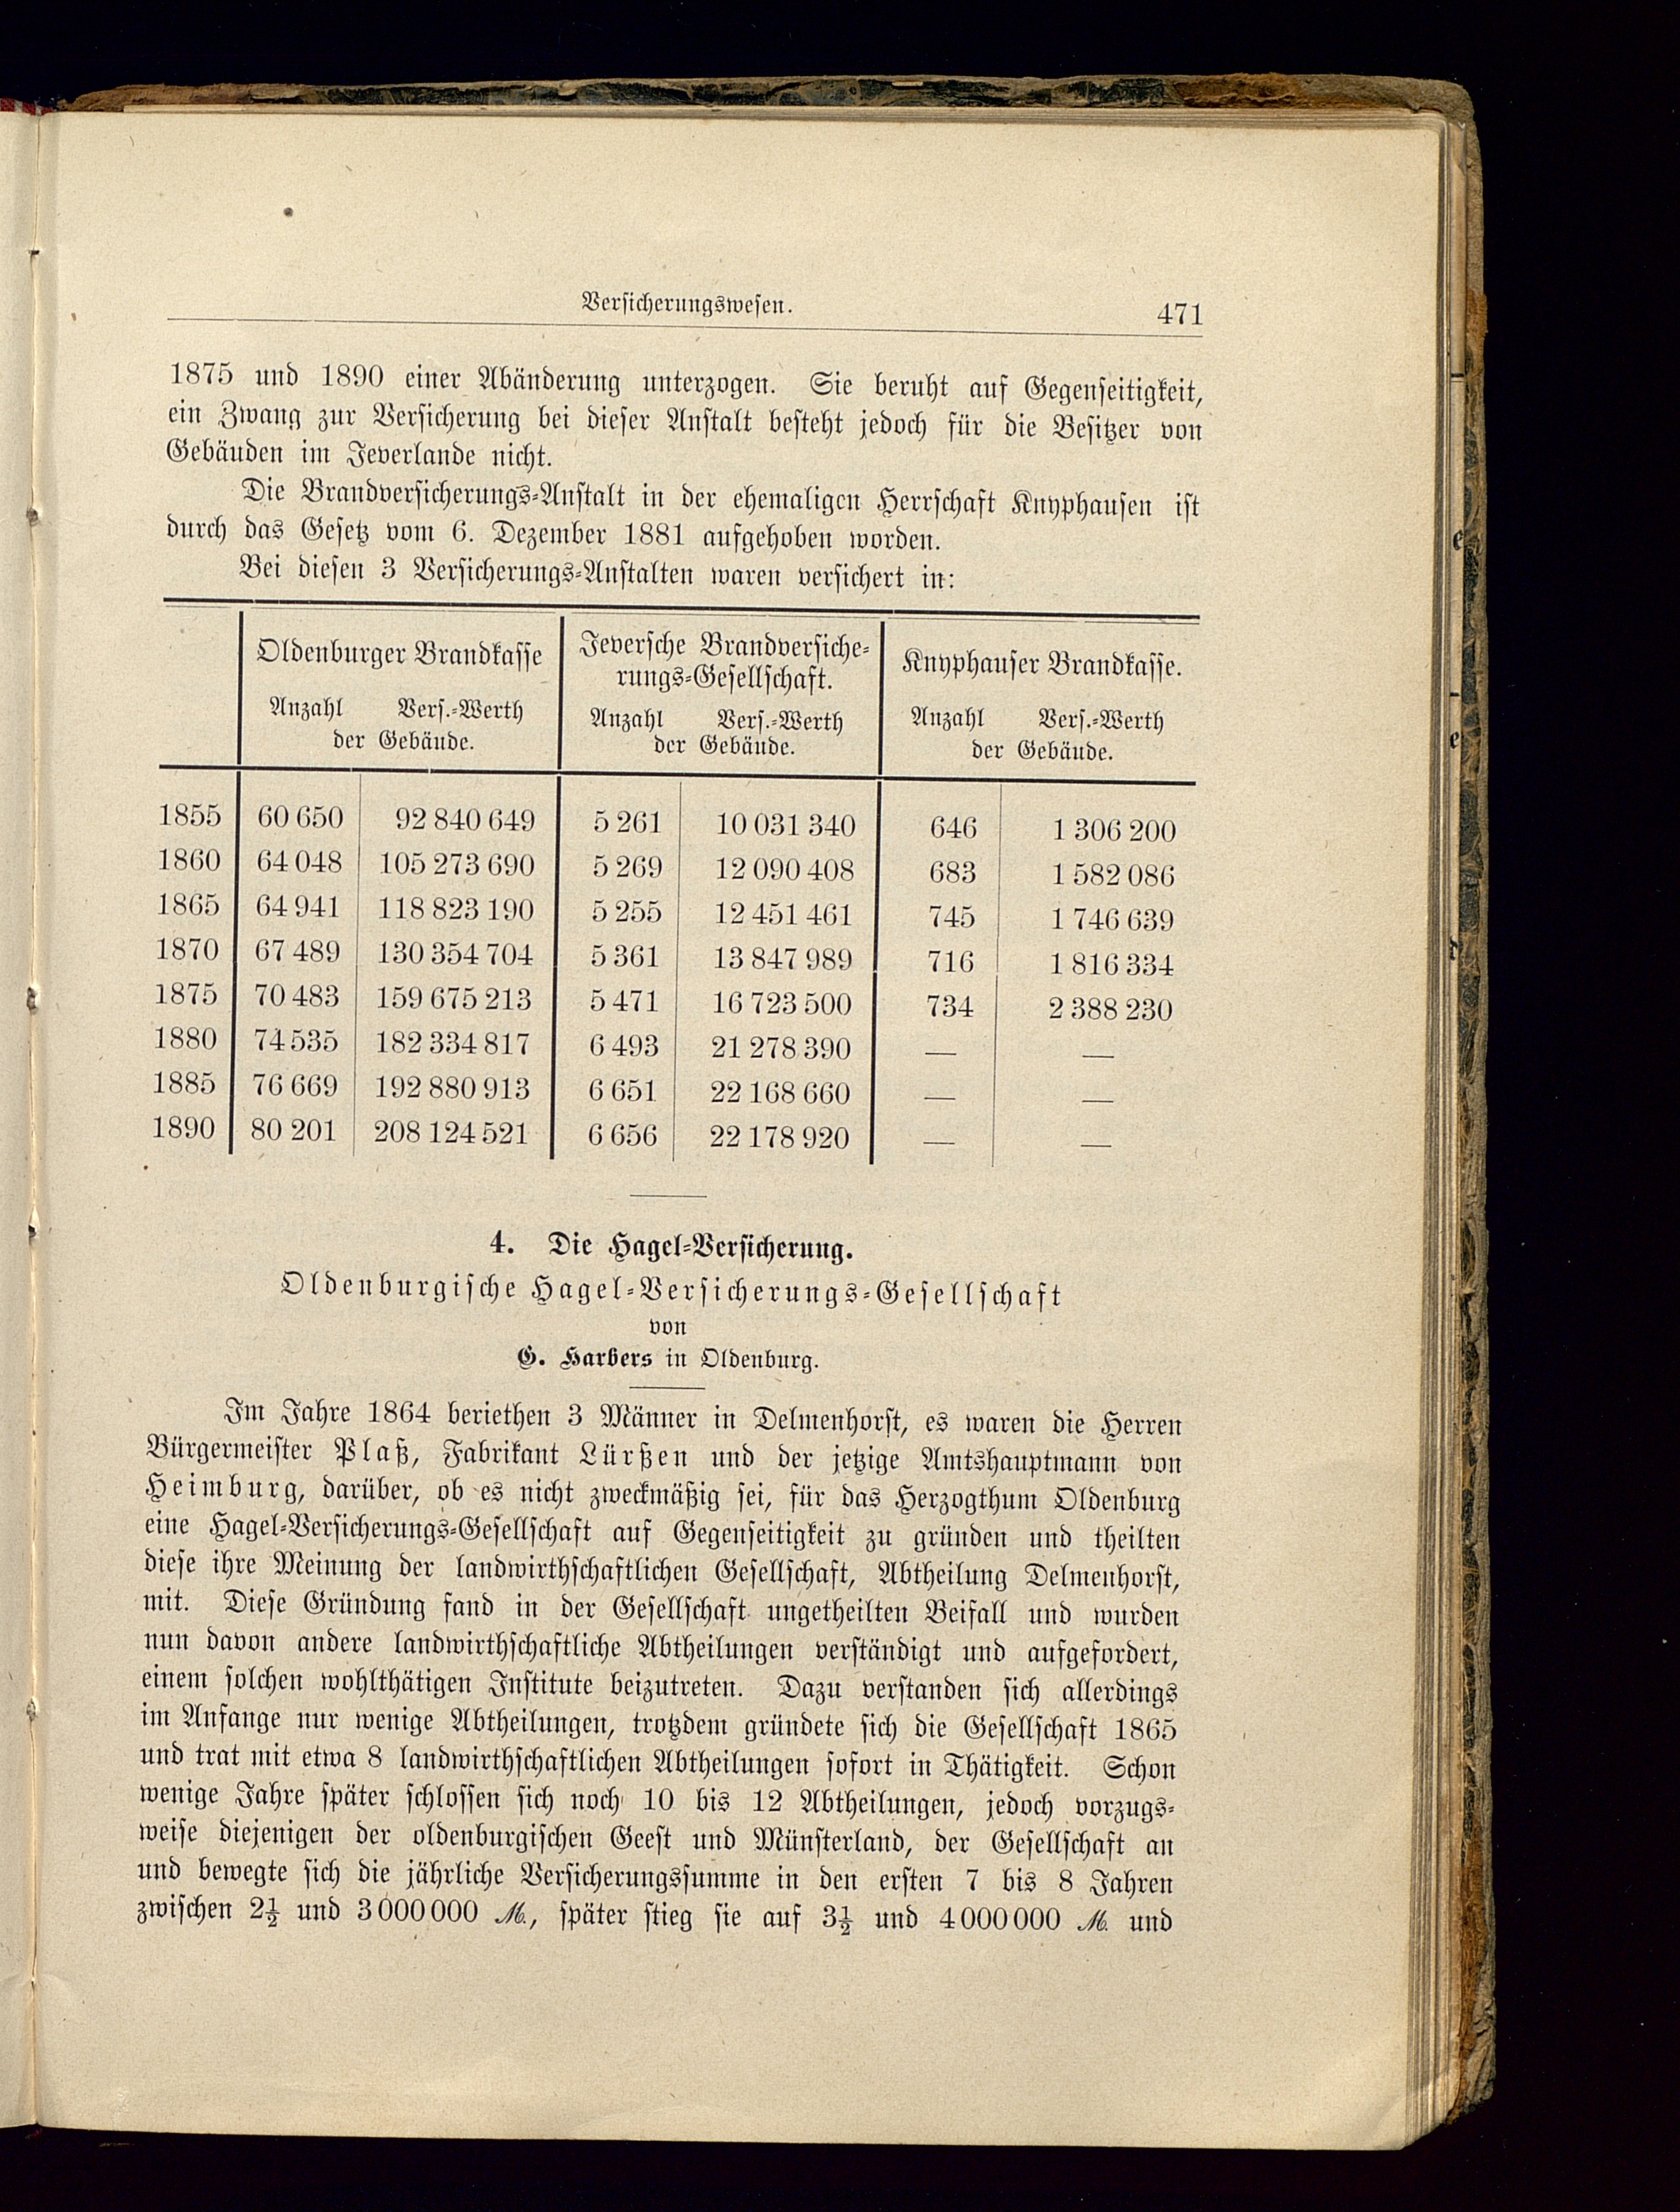 Versicherungswesen. 471
1875 und 1890 einer Abänderung unterzogen. Sie beruht auf Gegenseitigkeit,
ein Zwang zur Versicherung bei dieser Anstalt besteht jedoch für die Besitzer von
Gebäuden im Jeverlande nicht.
Die Brandversicherungs-Anstalt in der ehemaligen Herrschaft Knyphausen ist
durch das Gesetz vom 6. Dezember 1881 aufgehoben worden.
Bei diesen 3 Versicherungs-Anstalten waren versichert in:
Oldenburger Brandkasse
Anzahl Vers.-Werth
der Gebäude.
Jeversche Brandversiche-
rungs-Gesellschaft.
Anzahl Vers.-Werth
der Gebäude.
Knyphauser Brandkasse.
Anzahl Vers.-Werth
der Gebäude.
1855 60 650 92 840 649 5 261 10 031 340 646 1 306 200
1860 64 048 105 273 690 5 269 12 090 408 683 1 582 086
1865 64 941 118 823 190 5 255 12 451 461 745 1 746 639
1870 67 489 130 354 704 5 361 13 847 989 716 1 816 334
1875 70 483 159 675 213 5 471 16 723 500 734 2 388 230
1880 74 535 182 334 817 6 493 21 278 390 — —
1885 76 669 192 880 913 6 651 22 168 660 — —
1890 80 201 208 124 521 6 656 22 178 920 — —
4. Die Hagel-Versicherung.
Oldenburgische Hagel-Versicherungs-Gesellschaft
von
G. Harbers in Oldenburg.
Im Jahre 1864 beriethen 3 Männer in Delmenhorst, es waren die Herren
Bürgermeister Plaß, Fabrikant Lürßen und der jetzige Amtshauptmann von
Heimburg, darüber, ob es nicht zweckmäßig sei, für das Herzogthum Oldenburg
eine Hagel-Versicherungs-Gesellschaft auf Gegenseitigkeit zu gründen und theilten
diese ihre Meinung der landwirthschaftlichen Gesellschaft, Abtheilung Delmenhorst,
mit. Diese Gründung fand in der Gesellschaft ungetheilten Beifall und wurden
nun davon andere landwirthschaftliche Abtheilungen verständigt und aufgefordert,
einem solchen wohlthätigen Institute beizutreten. Dazu verstanden sich allerdings
im Anfange nur wenige Abtheilungen, trotzdem gründete sich die Gesellschaft 1865
und trat mit etwa 8 landwirthschaftlichen Abtheilungen sofort in Thätigkeit. Schon
wenige Jahre später schlossen sich noch 10 bis 12 Abtheilungen, jedoch vorzugs-
weise diejenigen der oldenburgischen Geest und Münsterland, der Gesellschaft an
und bewegte sich die jährliche Versicherungssumme in den ersten 7 bis 8 Jahren
zwischen 2½ und 3 000 000 M., später stieg sie auf 3½ und 4 000 000 M. und